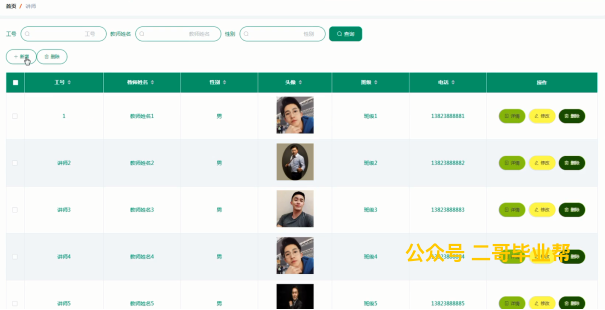 首页 / 讲师
工号 工号 教师姓名 教师姓名 性别 性别 查询
+ 新增 删除
工号 教师姓名 性别 头像 班级 电话 操作
1 教师姓名1 男 班级1 13823888881 详情 修改 删除
讲师2 教师姓名2 男 班级2 13823888882 详情 修改 删除
讲师3 教师姓名3 男 班级3 13823888883 详情 修改 删除
讲师4 教师姓名4 男 班级4 详情 修改 删除
公众号 二哥毕业帮
讲师5 教师姓名5 男 班级5 13823888885 详情 修改 删除